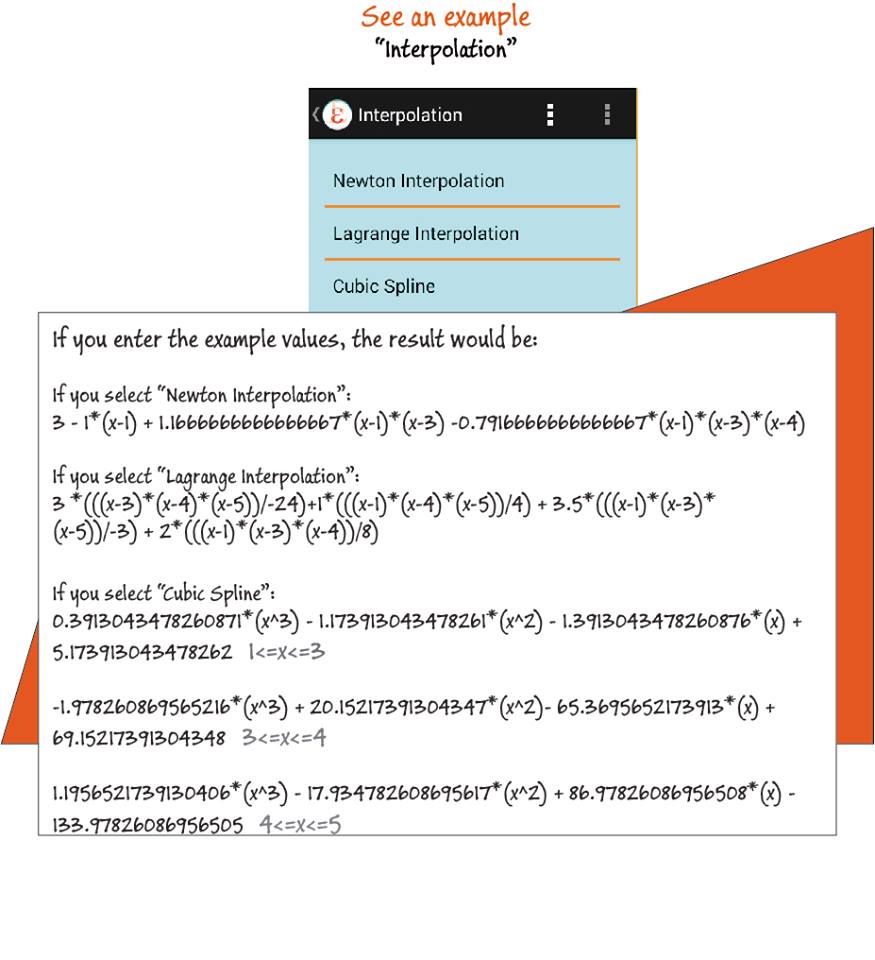 See an example
“Interpolation”
Interpolation
Newton Interpolation
Lagrange Interpolation
Cubic Spline
If you enter the example values, the result would be:
If you select “Newton Interpolation”:
3 - 1*(x-1) + 1.1666666666666667*(x-1)*(x-3) -0.7916666666666667*(x-1)*(x-3)*(x-4)
If you select “Lagrange Interpolation”:
3 *(((x-3)*(x-4)*(x-5))/-24)+1*(((x-1)*(x-4)*(x-5))/4) + 3.5*(((x-1)*(x-3)*
(x-5))/-3) + 2*(((x-1)*(x-3)*(x-4))/8)
If you select “Cubic Spline”:
0.3913043478260871*(x^3) - 1.173913043478261*(x^2) - 1.3913043478260876*(x) +
5.173913043478262 1<=x<=3
-1.978260869565216*(x^3) + 20.15217391304347*(x^2)- 65.3695652173913*(x) +
69.15217391304348 3<=x<=4
1.1956521739130406*(x^3) - 17.934782608695617*(x^2) + 86.97826086956508*(x) -
133.97826086956505 4<=x<=5